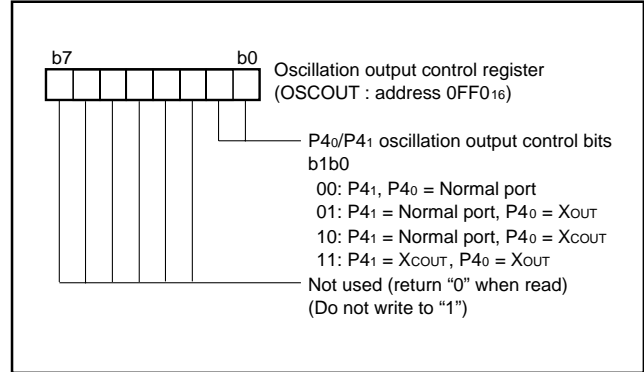 b7 b0
Oscillation output control register
(OSCOUT : address 0FF016)
P40/P41 oscillation output control bits
b1b0
00: P41, P40 = Normal port
01: P41 = Normal port, P40 = XOUT
10: P41 = Normal port, P40 = XCOUT
11: P41 = XCOUT, P40 = XOUT
Not used (return “0” when read)
(Do not write to “1”)